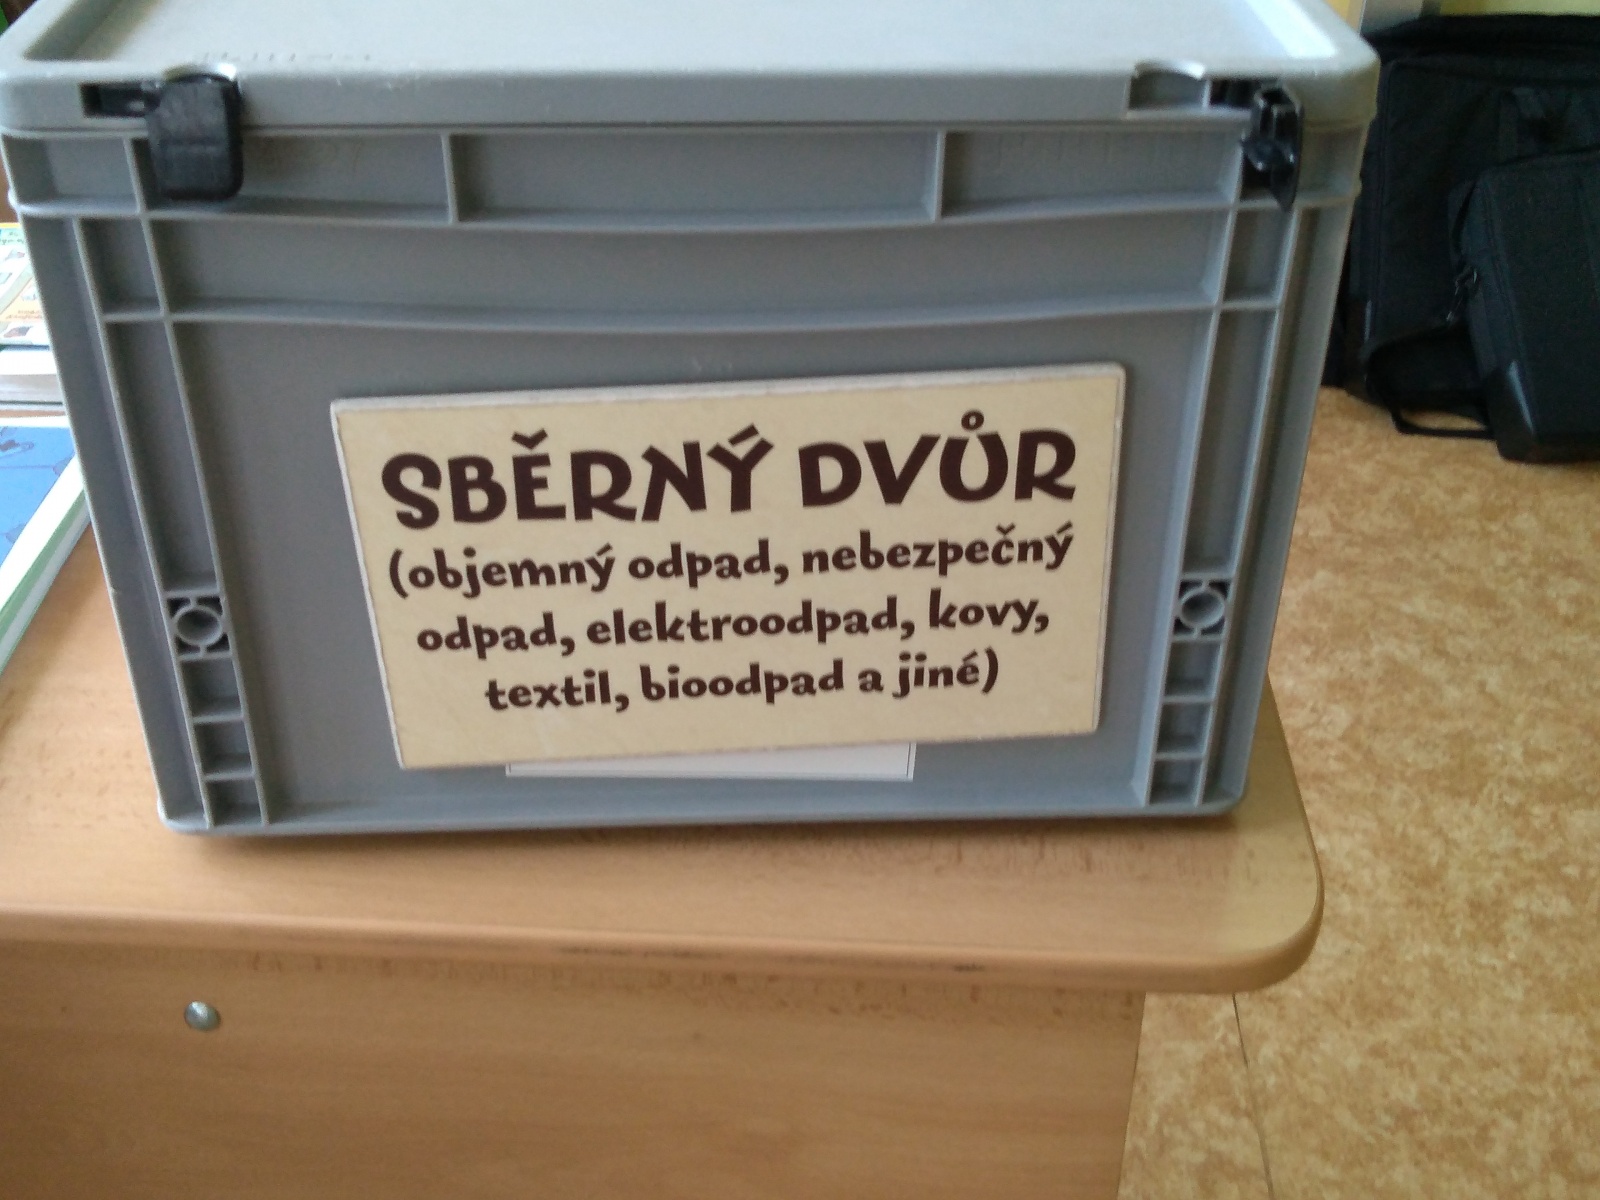 SBĚRNÝ DVŮR
(objemný odpad, nebezpečný
odpad, elektroodpad, kovy,
textil, bioodpad a jiné)